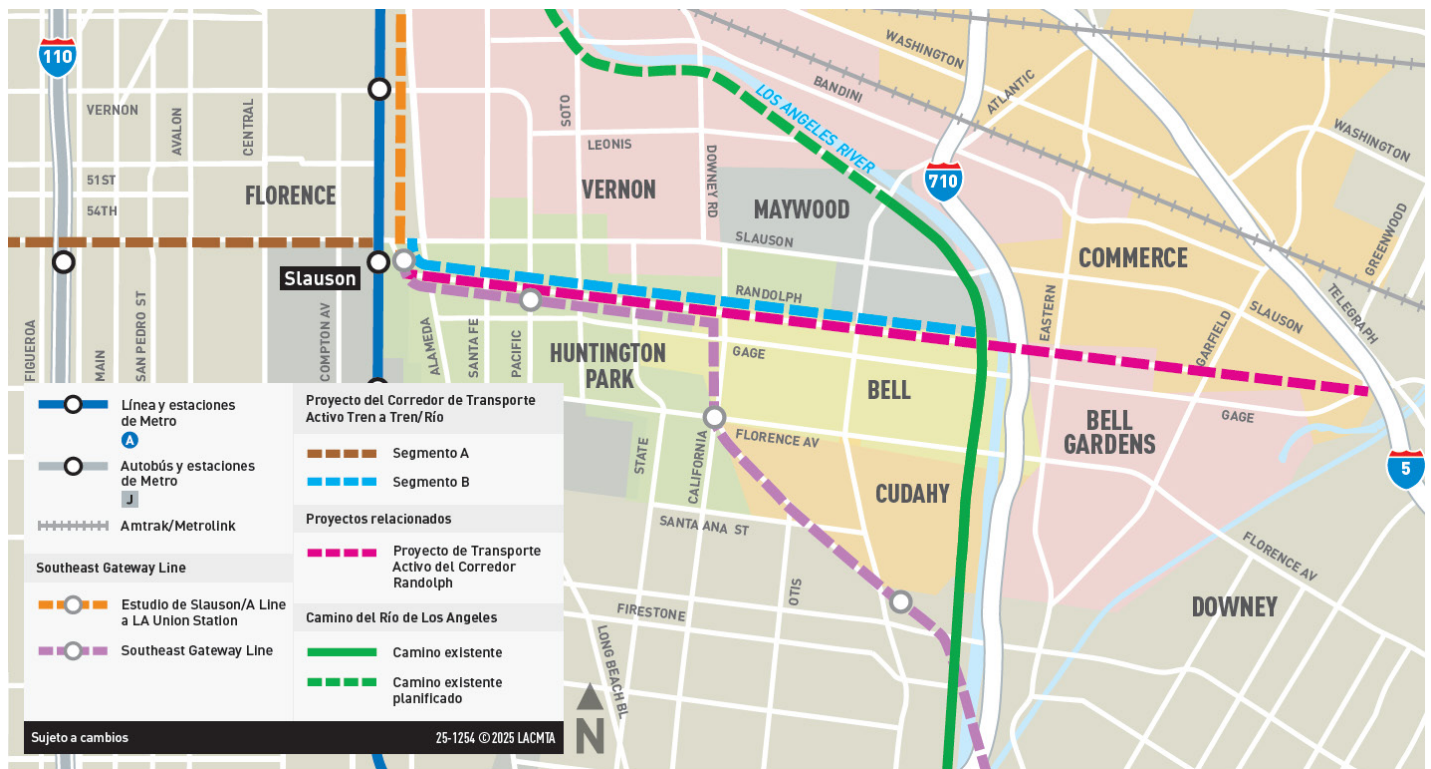 110
VERNON
AVALON
CENTRAL
51ST
54TH
FLORENCE
SOTO
LEONIS
VERNON
DOWNEY RD
WASHINGTON
BANDINI
ATLANTIC
LOS ANGELES RIVER
WASHINGTON
710
MAYWOOD
SLAUSON
COMMERCE
GREENWOOD
Slauson
RANDOLPH
EASTERN
SLAUSON
TELEGRAPH
GARFIELD
FIGUEROA
MAIN
SAN PEDRO ST
COMPTON AV
ALAMEDA
SANTA FE
PACIFIC
HUNTINGTON
PARK
GAGE
BELL
BELL
GARDENS
GAGE
5
STATE
CALIFORNIA
FLORENCE AV
CUDAHY
SANTA ANA ST
FLORENCE AV
OTIS
FIRESTONE
DOWNEY
LONG BEACH BL
N
Línea y estaciones
de Metro
A
Autobús y estaciones
de Metro
J
Amtrak/Metrolink
Southeast Gateway Line
Estudio de Slauson/A Line
a LA Union Station
Southeast Gateway Line
Proyecto del Corredor de Transporte
Activo Tren a Tren/Río
Segmento A
Segmento B
Proyectos relacionados
Proyecto de Transporte
Activo del Corredor
Randolph
Camino del Río de Los Angeles
Camino existente
Camino existente
planificado
Sujeto a cambios
25-1254 ©2025 LACMTA